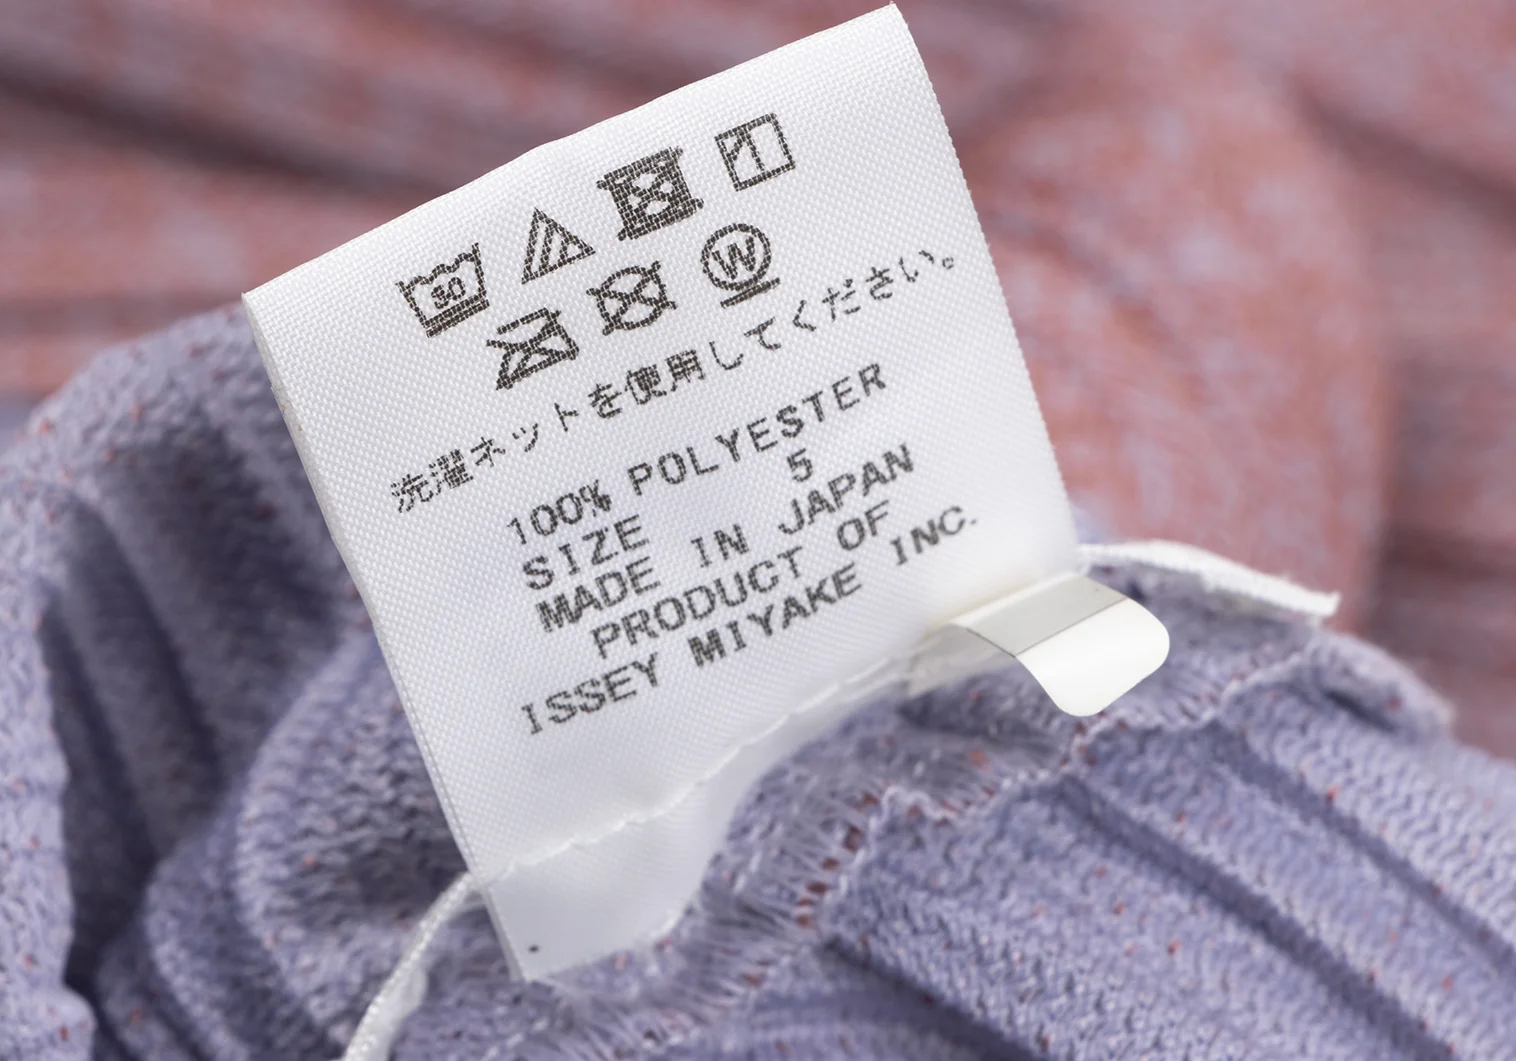 30
W
洗濯ネットを使用してください。
100% POLYESTER
SIZE 5
MADE IN JAPAN
PRODUCT OF
ISSEY MIYAKE INC.